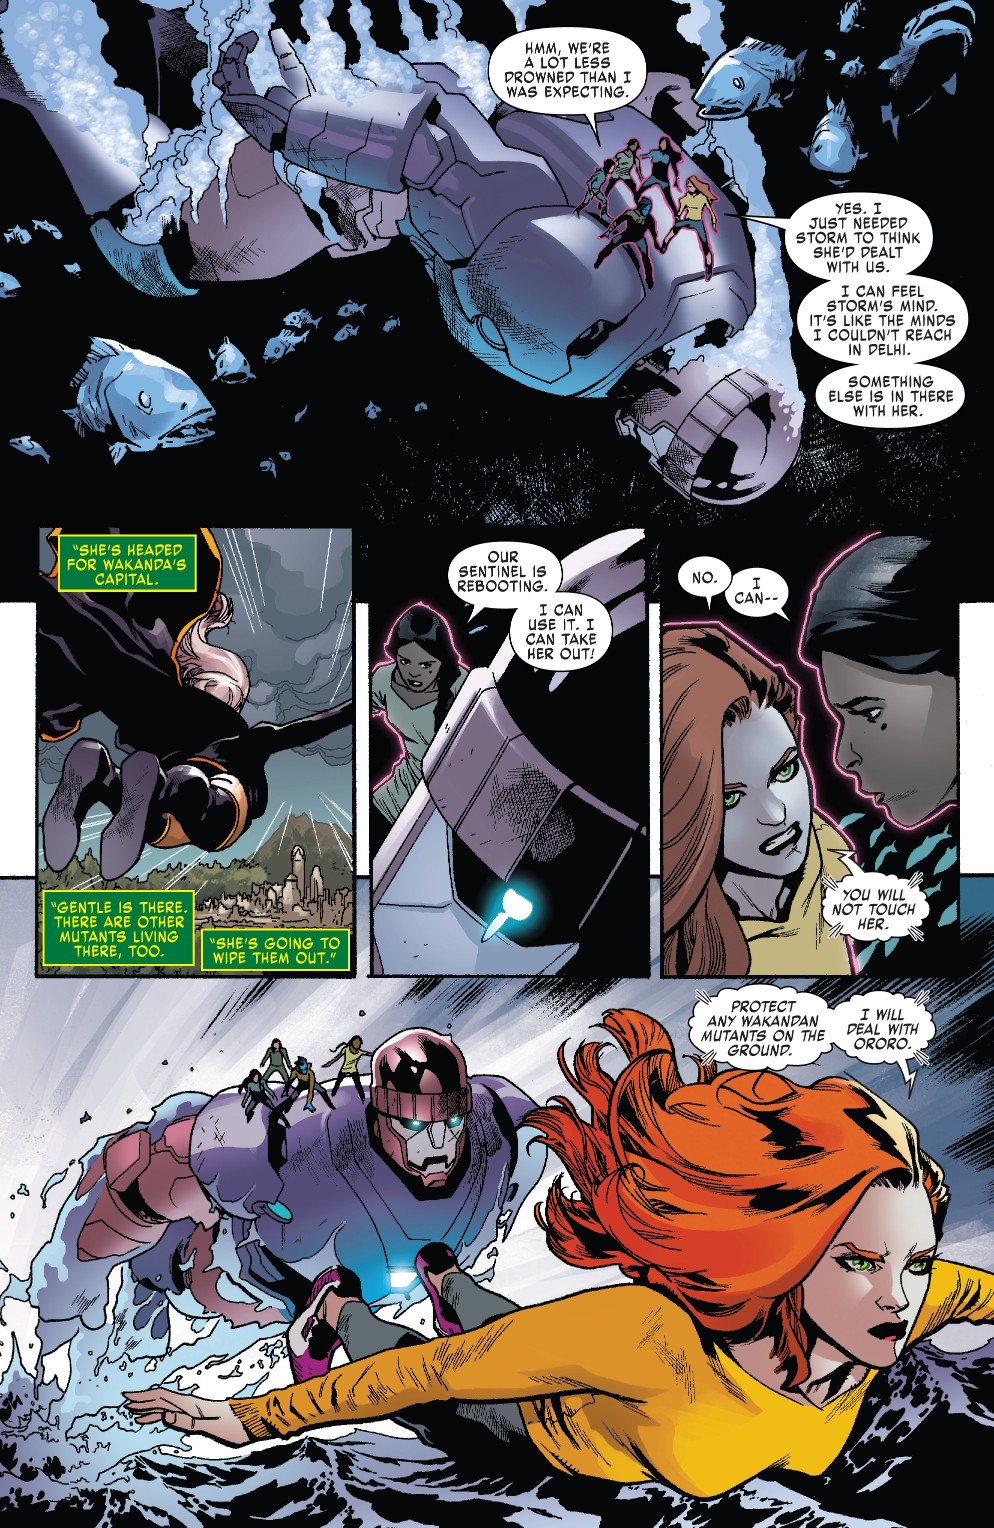 HMM, WE'RE
A LOT LESS
DROWNED THAN I
WAS EXPECTING.
YES. I
JUST NEEDED
STORM TO THINK
SHE'D DEALT
WITH US.
I CAN FEEL
STORM'S MIND.
IT'S LIKE THE MINDS
I COULDN'T REACH
IN DELHI.
SOMETHING
ELSE IS IN THERE
WITH HER.
"SHE'S HEADED
FOR WAKANDA'S
CAPITAL.
"GENTLE IS THERE.
THERE ARE OTHER
MUTANTS LIVING
THERE, TOO.
"SHE'S GOING TO
WIPE THEM OUT."
OUR
SENTINEL IS
REBOOTING.
I CAN
USE IT. I
CAN TAKE
HER OUT!
NO.
I
CAN--
YOU WILL
NOT TOUCH
HER.
PROTECT
ANY WAKANDAN
MUTANTS ON THE
GROUND.
I WILL
DEAL WITH
ORORO.